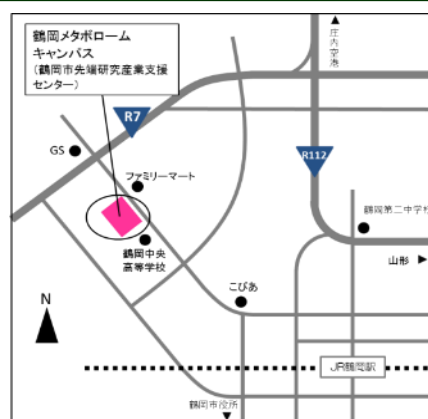 鶴岡メタボローム
キャンパス
(鶴岡市先端研究産業支援
センター)
庄内空港
R7
GS
ファミリーマート
R112
鶴岡第二中学校
鶴岡中央
高等学校
山形
こぴあ
N
JR鶴岡駅
鶴岡市役所